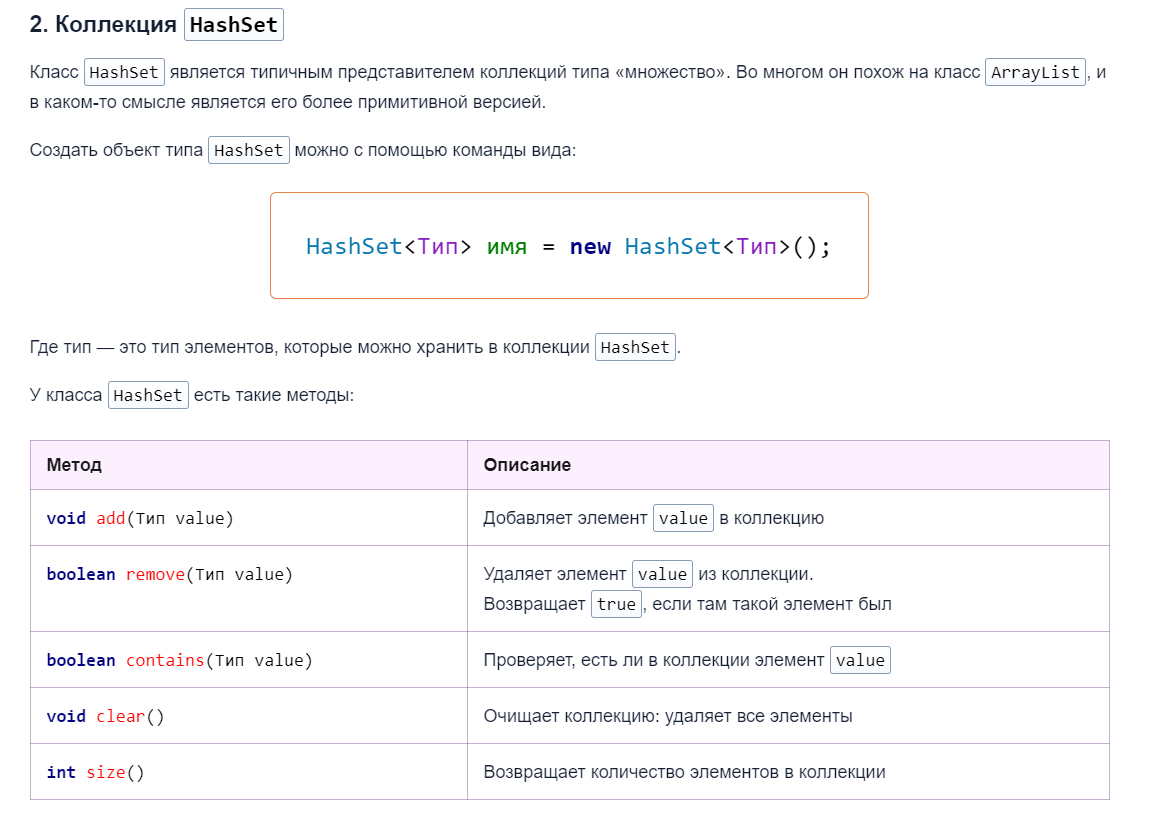 2. Коллекция HashSet
Класс HashSet является типичным представителем коллекций типа «множество». Во многом он похож на класс ArrayList, и
в каком-то смысле является его более примитивной версией.
Создать объект типа HashSet можно с помощью команды вида:
HashSet<Тип> имя = new HashSet<Тип>();
Где тип — это тип элементов, которые можно хранить в коллекции HashSet.
У класса HashSet есть такие методы:
Метод Описание
void add(Тип value) Добавляет элемент value в коллекцию
boolean remove(Тип value) Удаляет элемент value из коллекции.
Возвращает true, если там такой элемент был
boolean contains(Тип value) Проверяет, есть ли в коллекции элемент value
void clear() Очищает коллекцию: удаляет все элементы
int size() Возвращает количество элементов в коллекции